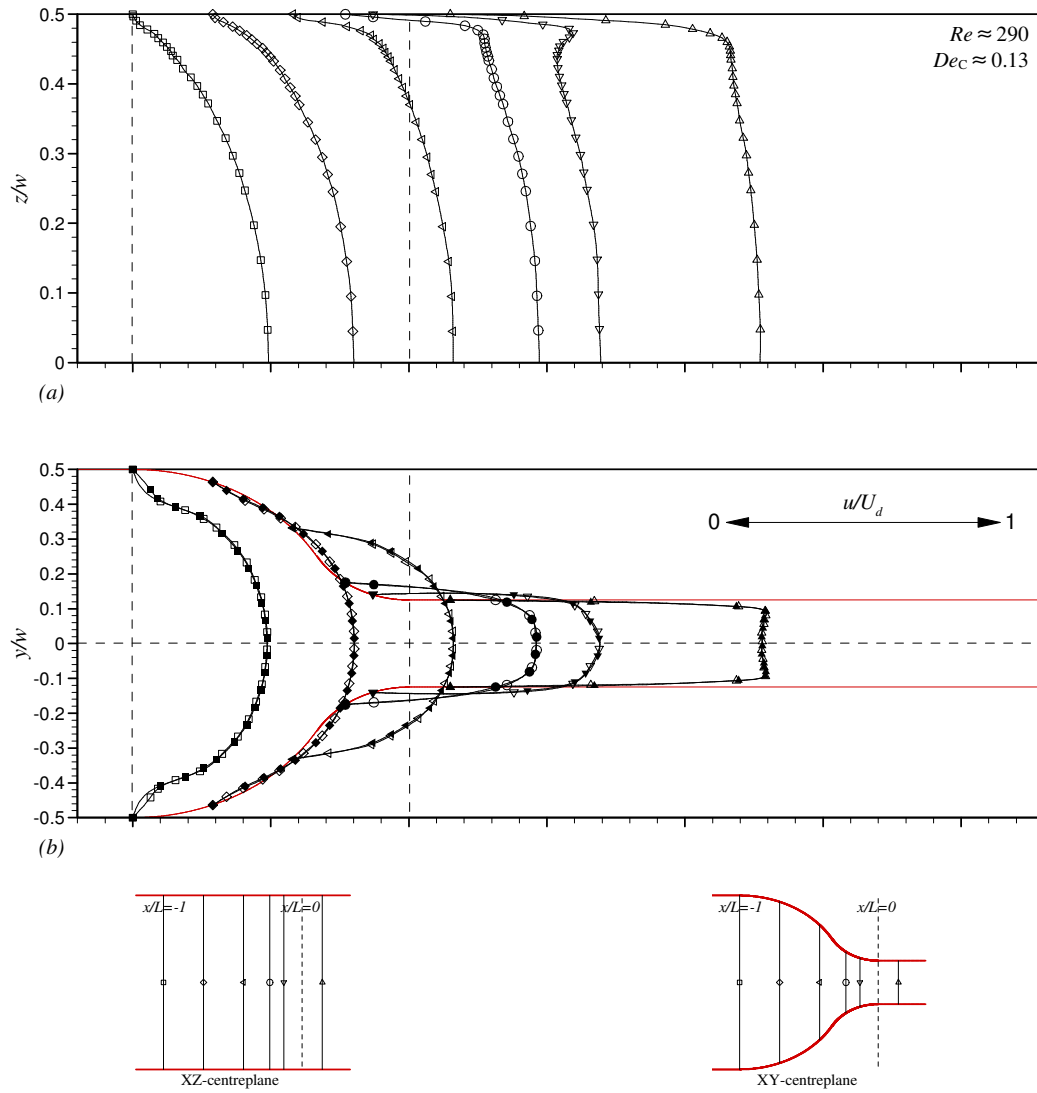 0.5
Re ≈ 290
De_C ≈ 0.13
0.4
0.3
z/w
0.2
0.1
0
(a)
0.5
0.4
u/U_d
0 1
0.3
0.2
0.1
y/w
0
-0.1
-0.2
-0.3
-0.4
-0.5
(b)
x/L=-1 x/L=0 x/L=-1 x/L=0
XZ-centreplane XY-centreplane